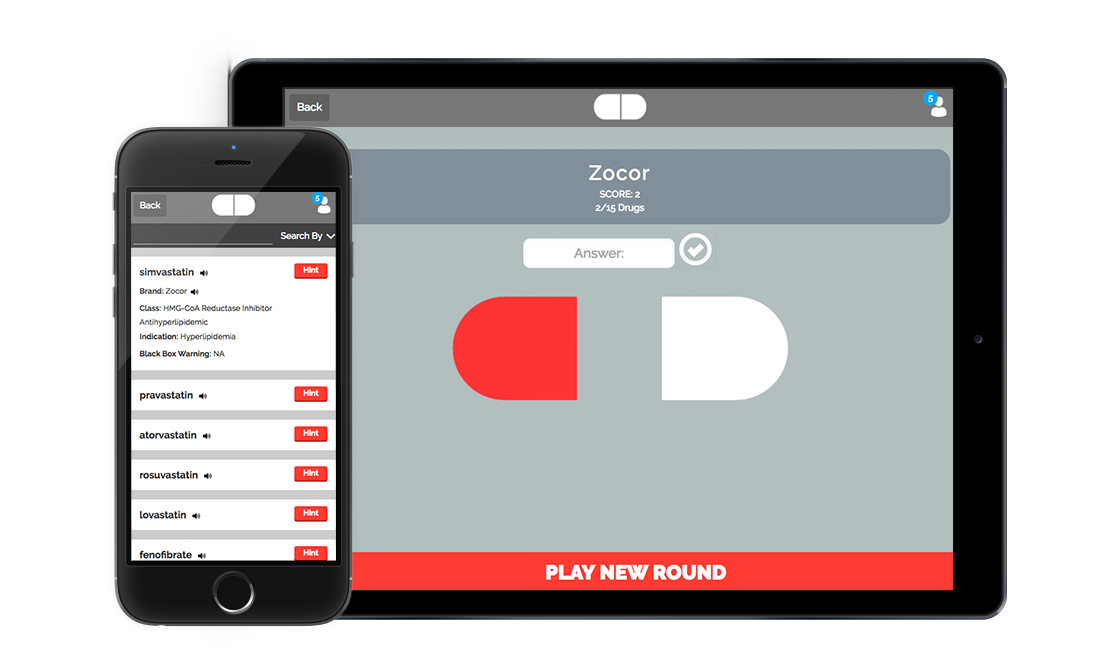 Back
5
Search By
simvastatin
Hint
Brand: Zocor
Class: HMG-CoA Reductase Inhibitor
Antihyperlipidemic
Indication: Hyperlipidemia
Black Box Warning: NA
pravastatin
Hint
atorvastatin
Hint
rosuvastatin
Hint
lovastatin
Hint
fenofibrate
Hint
Back
5
Zocor
SCORE: 2
2/15 Drugs
Answer:
PLAY NEW ROUND